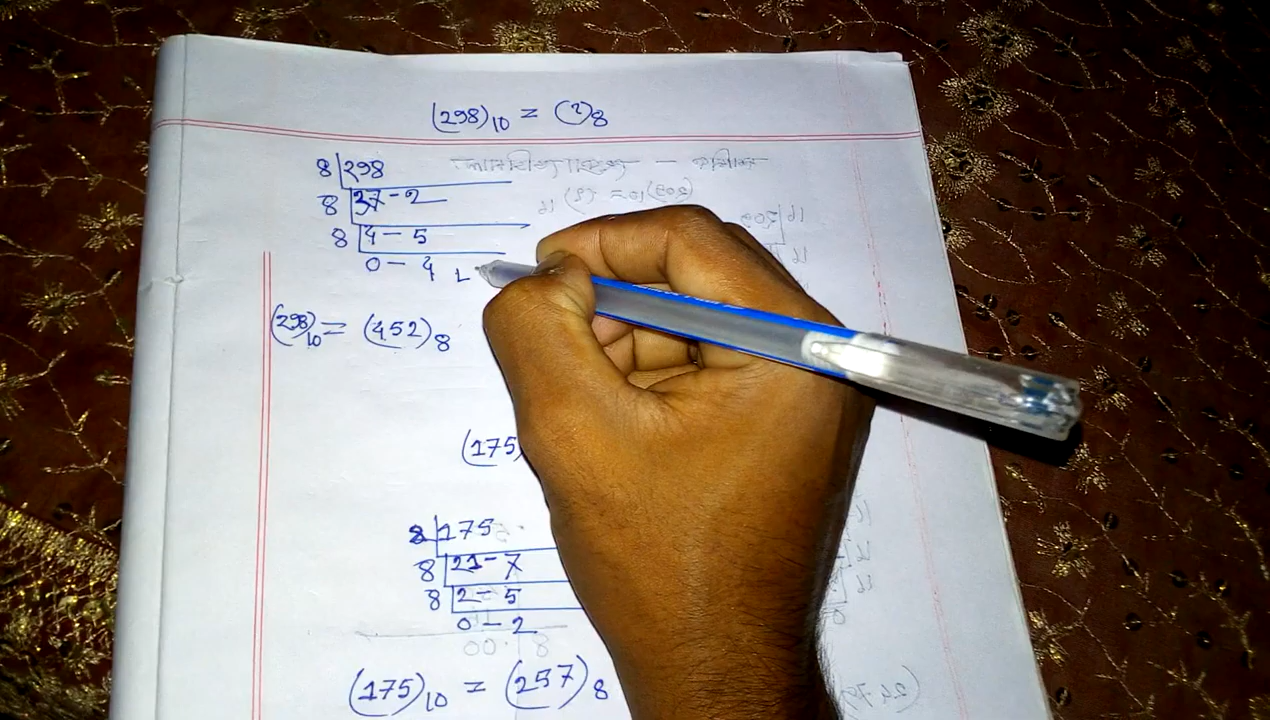 (298)10 = (?)8
8 298
8 37 - 2
8 4 - 5
0 - 4 L
(298)10 = (452)8
(175)
8 175
8 21 - 7
8 2 - 5
0 - 2
(175)10 = (257)8